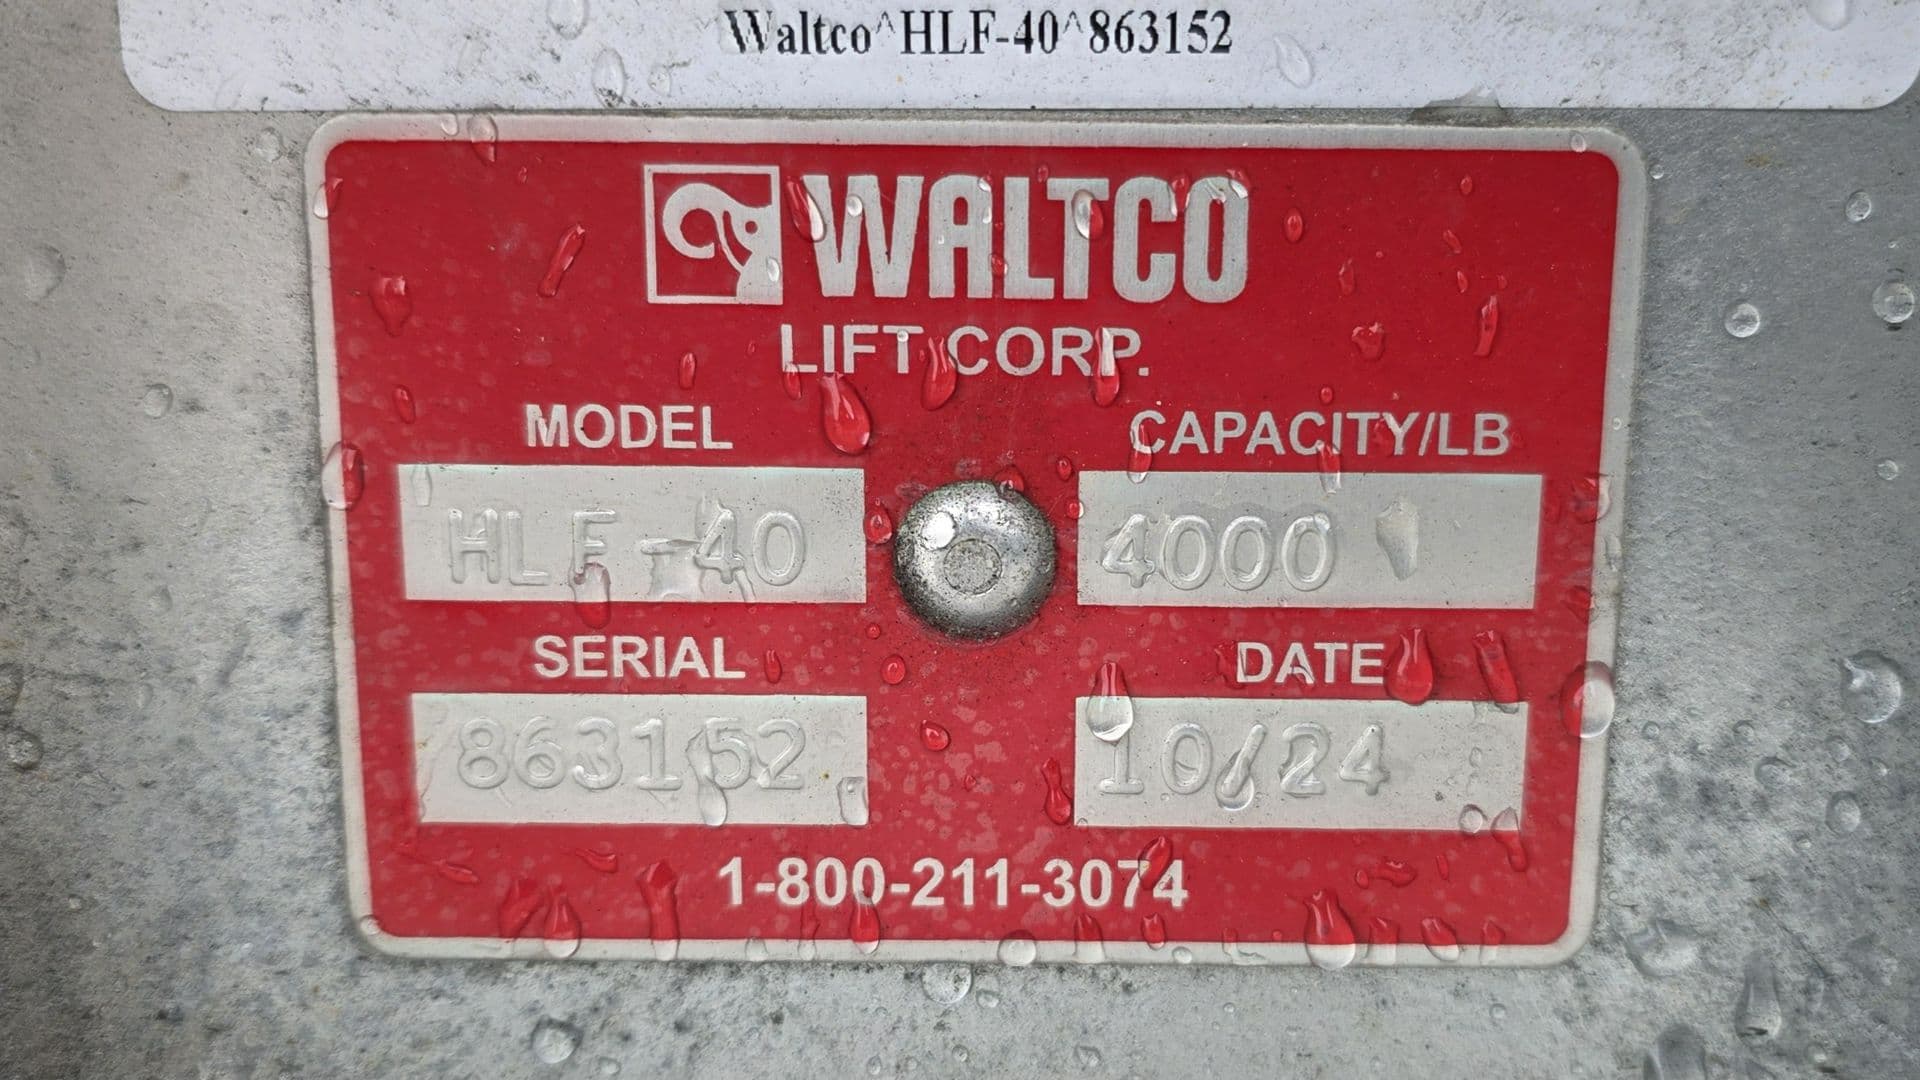 Waltco^HLF-40^863152
WALTCO
LIFT CORP.
MODEL
CAPACITY/LB
HLF-40
4000
SERIAL
DATE
863152
10/24
1-800-211-3074